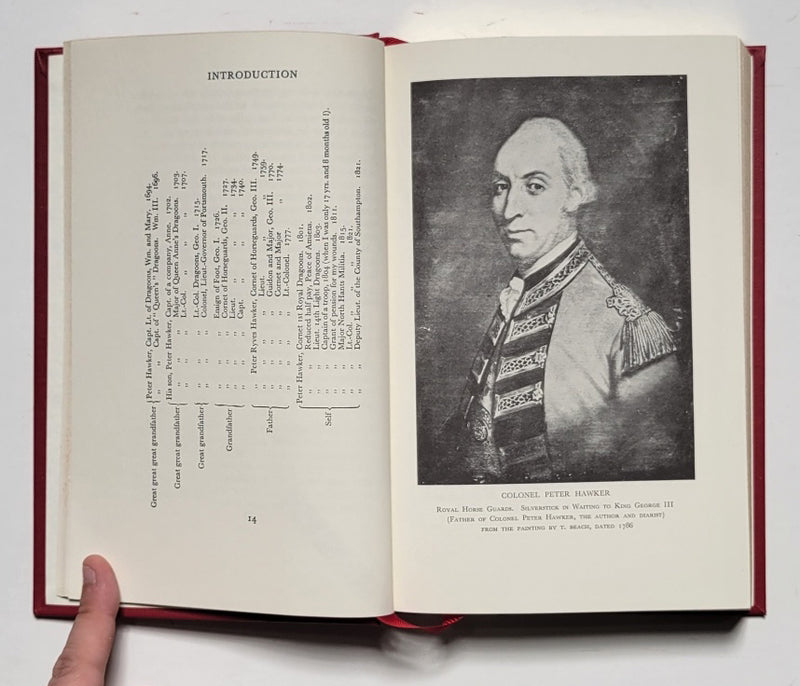 INTRODUCTION
Great great great grandfather { Peter Hawker, Capt. Lt. of Dragoons, Wm. and Mary. 1694.
„ „ Capt. of "Queen's" Dragoons. Wm. III. 1696.
Great great grandfather { His son, Peter Hawker, Capt. of a company, Anne. 1702.
„ „ „ Major of Queen Anne's Dragoons. 1703.
„ „ „ Lt.-Col. „ „ 1707.
Great grandfather { „ „ „ Lt.-Col. Dragoons, Geo. I. 1715.
„ „ „ Colonel, Lieut.-Governor of Portsmouth. 1717.
Grandfather { „ „ „ Ensign of Foot, Geo. I. 1726.
„ „ „ Cornet of Horseguards, Geo. II. 1727.
„ „ „ Lieut. „ „ 1734.
„ „ „ Capt. „ „ 1740.
Father { „ Peter Ryves Hawker, Cornet of Horseguards, Geo. III. 1749.
„ „ „ Lieut. „ „ 1759.
„ „ „ Guidon and Major, Geo. III. 1770.
„ „ „ Cornet and Major „ 1774.
„ „ „ Lt.-Colonel. 1777.
Self { Peter Hawker, Cornet 1st Royal Dragoons. 1801.
„ „ Reduced half pay, Peace of Amiens. 1802.
„ „ Lieut. 14th Light Dragoons. 1803.
„ „ Captain of a troop, 1804 (when I was only 17 yrs. and 8 months old !).
„ „ Grant of pension for my wounds. 1811.
„ „ Major North Hants Militia. 1815.
„ „ Lt.-Col. „ „ 1821.
„ „ Deputy Lieut. of the County of Southampton. 1821.
14
COLONEL PETER HAWKER
ROYAL HORSE GUARDS. SILVERSTICK IN WAITING TO KING GEORGE III
(FATHER OF COLONEL PETER HAWKER, THE AUTHOR AND DIARIST)
FROM THE PAINTING BY T. BEACH, DATED 1786